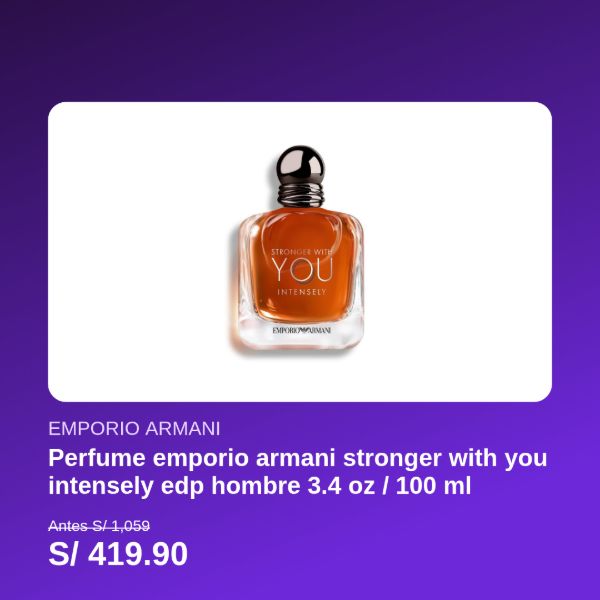 STRONGER WITH
YOU
INTENSELY
EMPORIO ARMANI
EMPORIO ARMANI
Perfume emporio armani stronger with you
intensely edp hombre 3.4 oz / 100 ml
Antes S/ 1,059
S/ 419.90